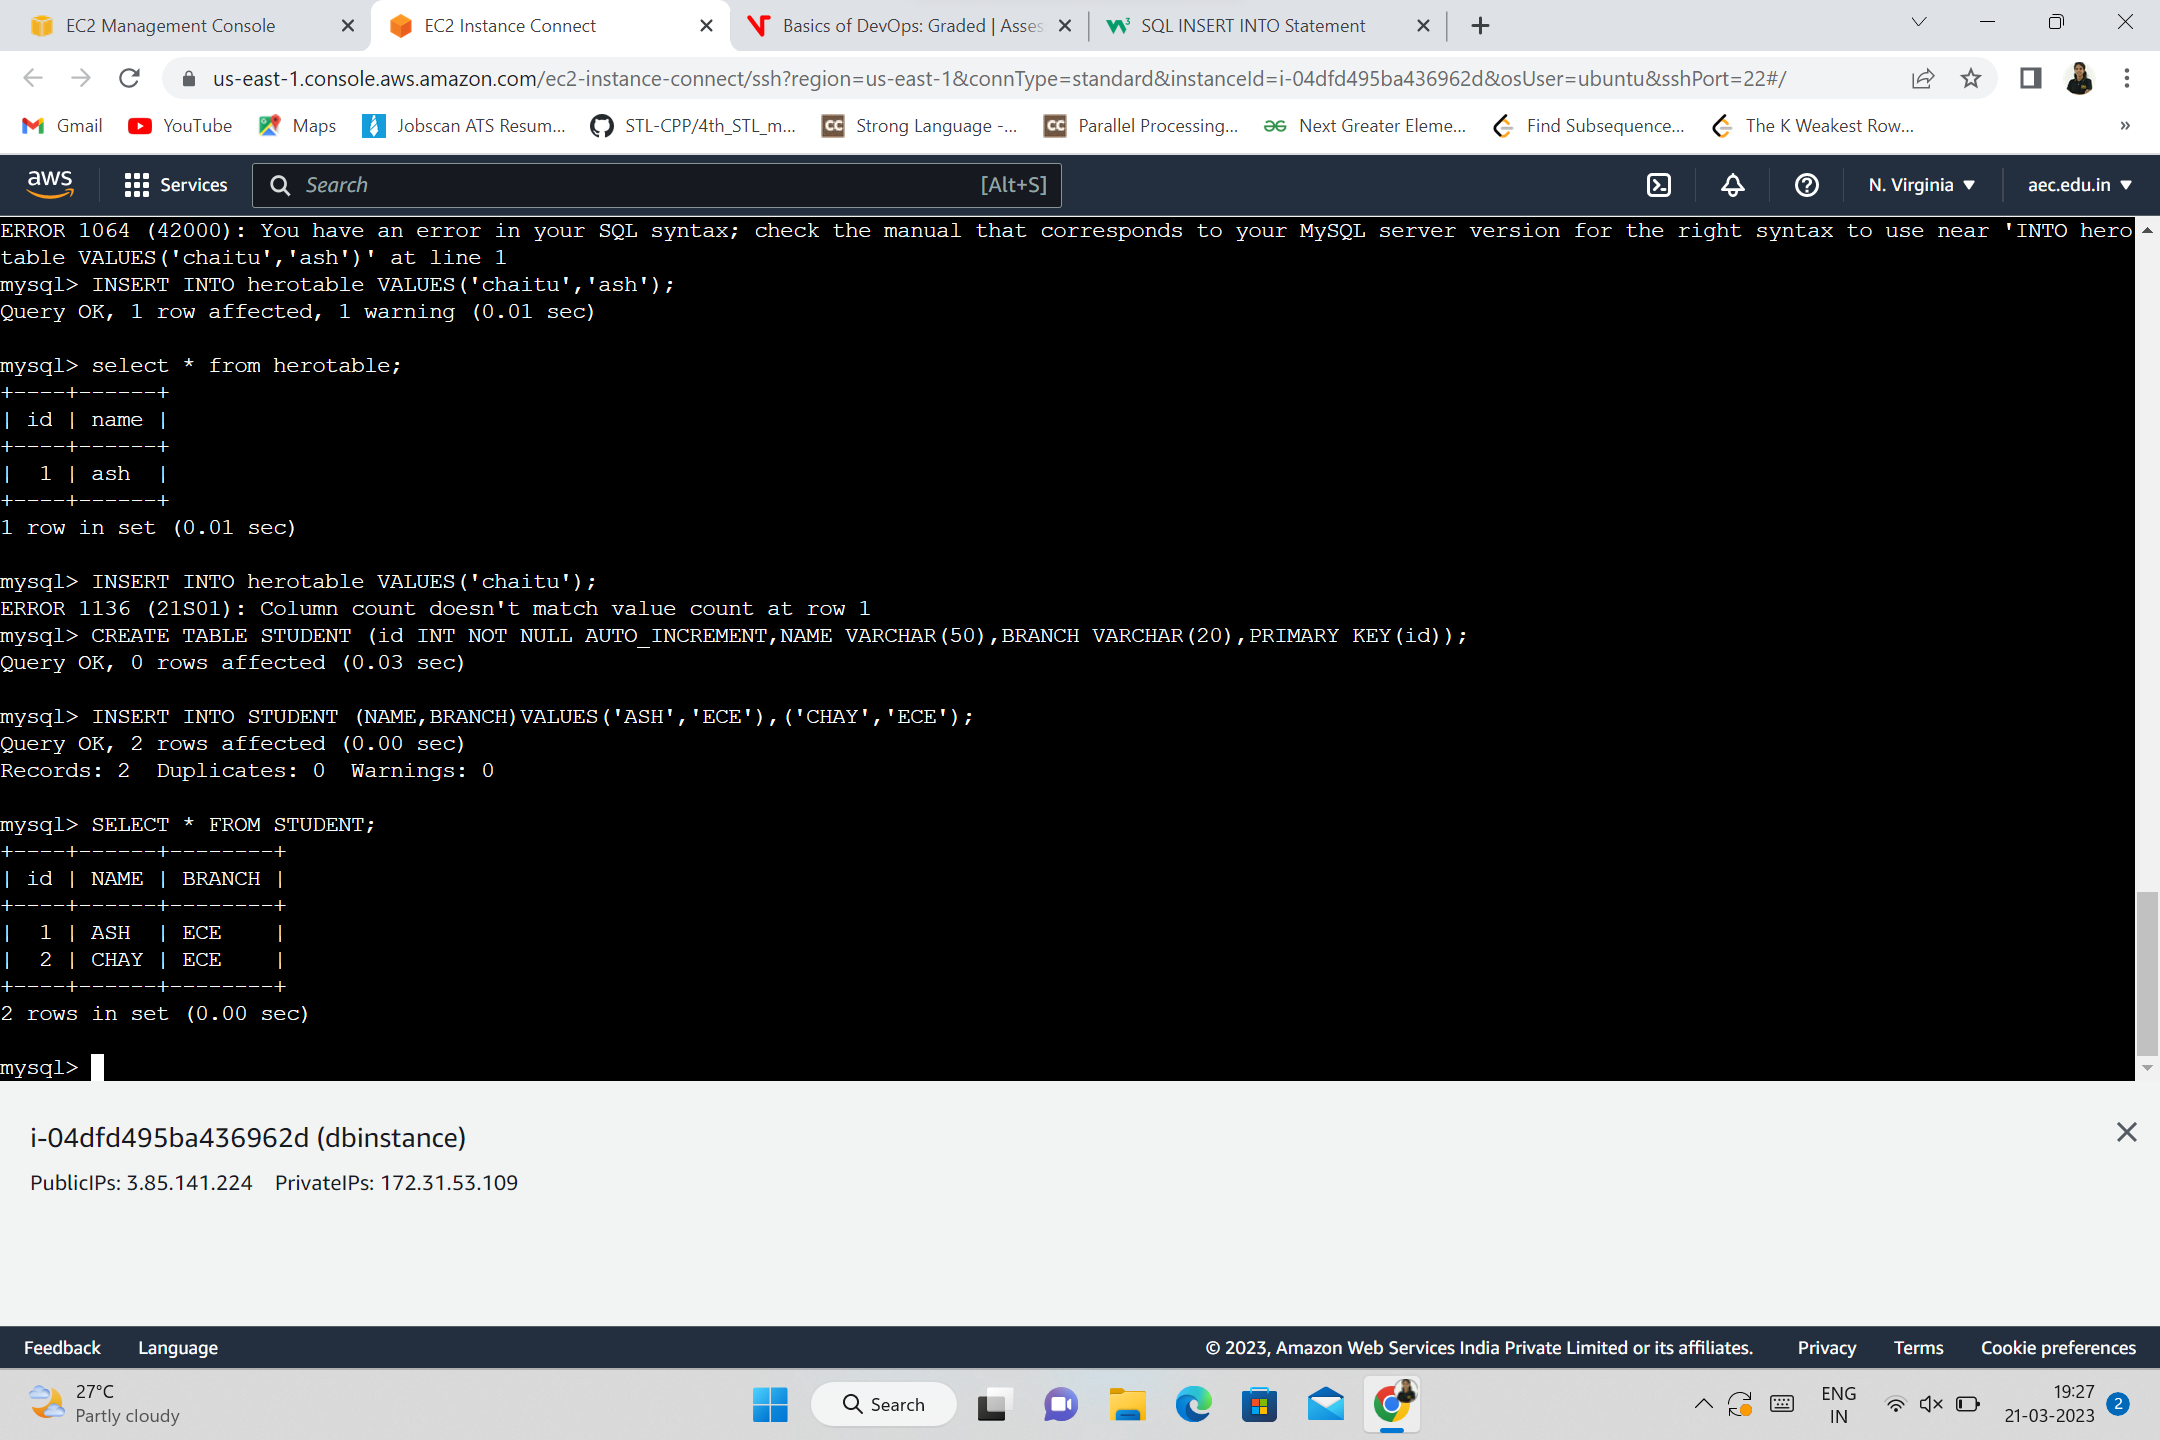 EC2 Management Console
EC2 Instance Connect
Basics of DevOps: Graded | Asses
SQL INSERT INTO Statement
us-east-1.console.aws.amazon.com/ec2-instance-connect/ssh?region=us-east-1&connType=standard&instanceId=i-04dfd495ba436962d&osUser=ubuntu&sshPort=22#/
Gmail
YouTube
Maps
Jobscan ATS Resum...
STL-CPP/4th_STL_m...
CC Strong Language -...
CC Parallel Processing...
Next Greater Eleme...
Find Subsequence...
The K Weakest Row...
»
aws
Services
Search [Alt+S]
N. Virginia
aec.edu.in
ERROR 1064 (42000): You have an error in your SQL syntax; check the manual that corresponds to your MySQL server version for the right syntax to use near 'INTO hero
table VALUES('chaitu','ash')' at line 1
mysql> INSERT INTO herotable VALUES('chaitu','ash');
Query OK, 1 row affected, 1 warning (0.01 sec)
mysql> select * from herotable;
+----+------+
| id | name |
+----+------+
|  1 | ash  |
+----+------+
1 row in set (0.01 sec)
mysql> INSERT INTO herotable VALUES('chaitu');
ERROR 1136 (21S01): Column count doesn't match value count at row 1
mysql> CREATE TABLE STUDENT (id INT NOT NULL AUTO_INCREMENT,NAME VARCHAR(50),BRANCH VARCHAR(20),PRIMARY KEY(id));
Query OK, 0 rows affected (0.03 sec)
mysql> INSERT INTO STUDENT (NAME,BRANCH)VALUES('ASH','ECE'),('CHAY','ECE');
Query OK, 2 rows affected (0.00 sec)
Records: 2  Duplicates: 0  Warnings: 0
mysql> SELECT * FROM STUDENT;
+----+------+--------+
| id | NAME | BRANCH |
+----+------+--------+
|  1 | ASH  | ECE    |
|  2 | CHAY | ECE    |
+----+------+--------+
2 rows in set (0.00 sec)
mysql>
i-04dfd495ba436962d (dbinstance)
PublicIPs: 3.85.141.224 PrivateIPs: 172.31.53.109
Feedback Language © 2023, Amazon Web Services India Private Limited or its affiliates. Privacy Terms Cookie preferences
27°C
Partly cloudy
Search
ENG
IN
19:27
21-03-2023
2